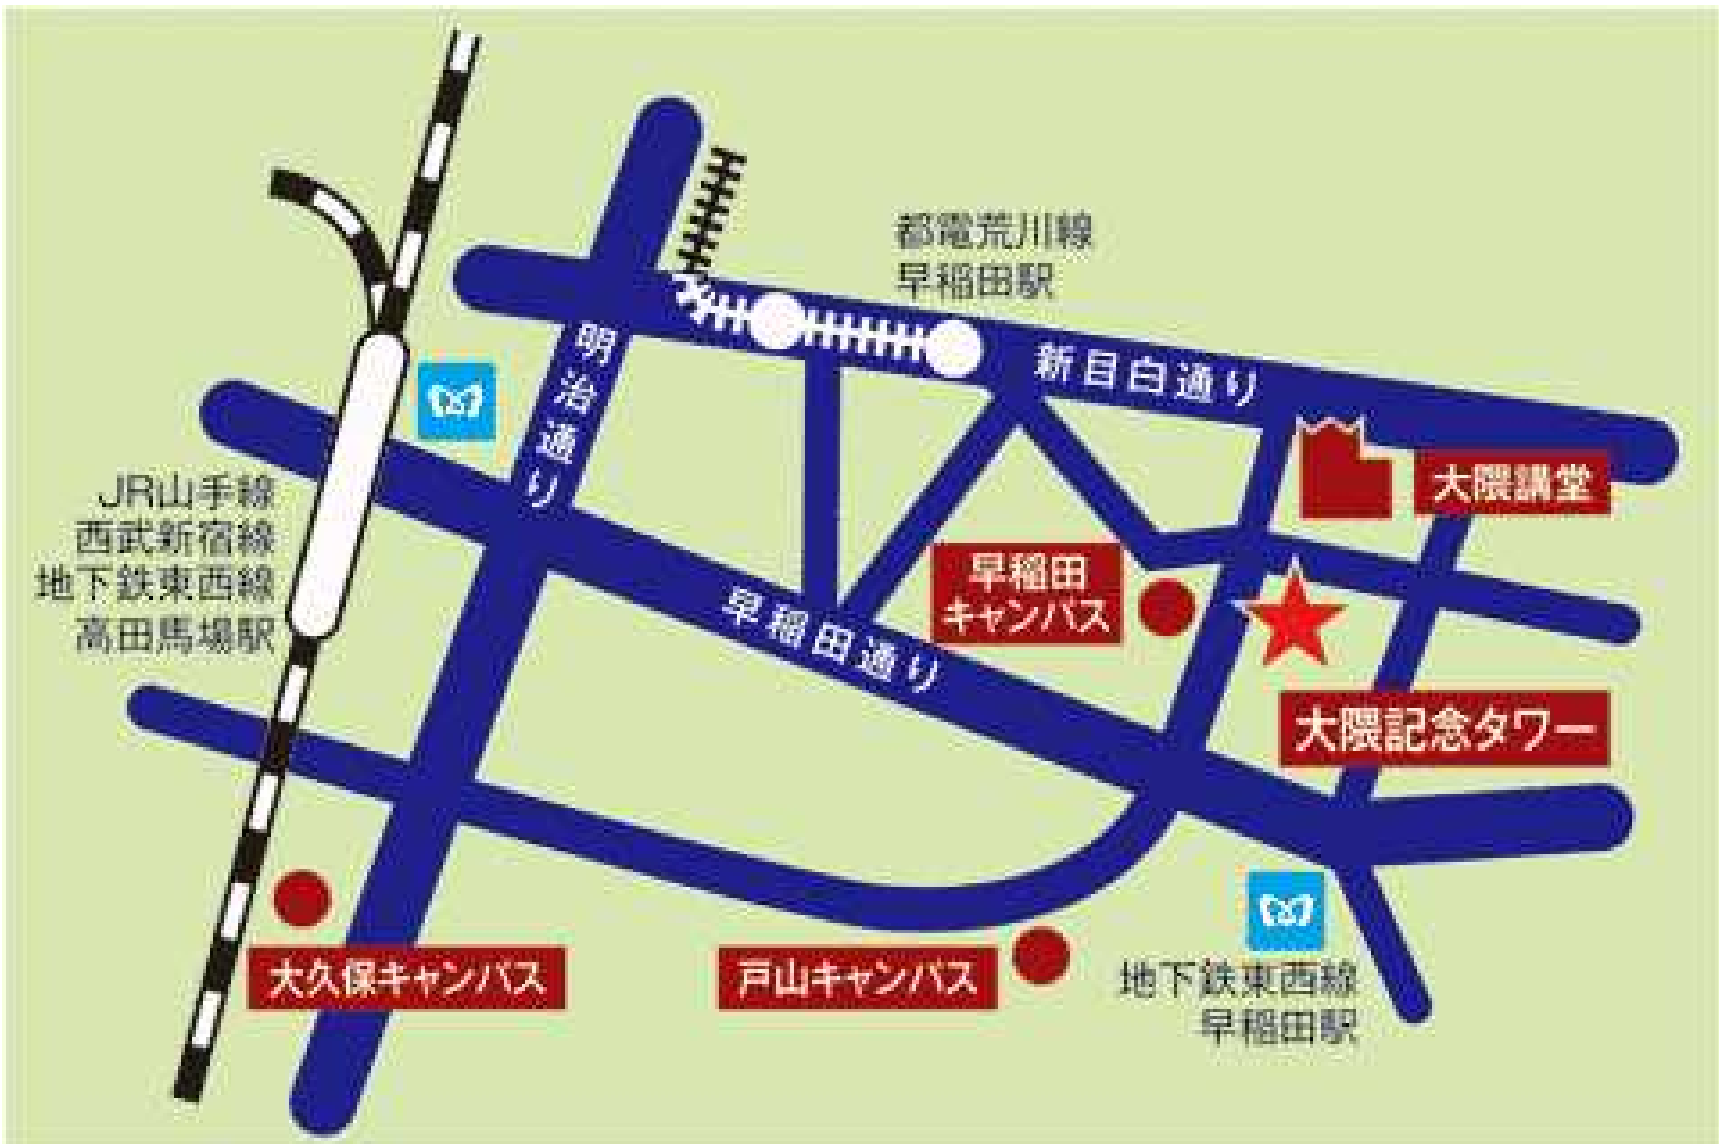 都電荒川線
早稲田駅
明治通り
新目白通り
大隈講堂
JR山手線
西武新宿線
地下鉄東西線
高田馬場駅
早稲田
キャンパス
早稲田通り
大隈記念タワー
大久保キャンパス
戸山キャンパス
地下鉄東西線
早稲田駅